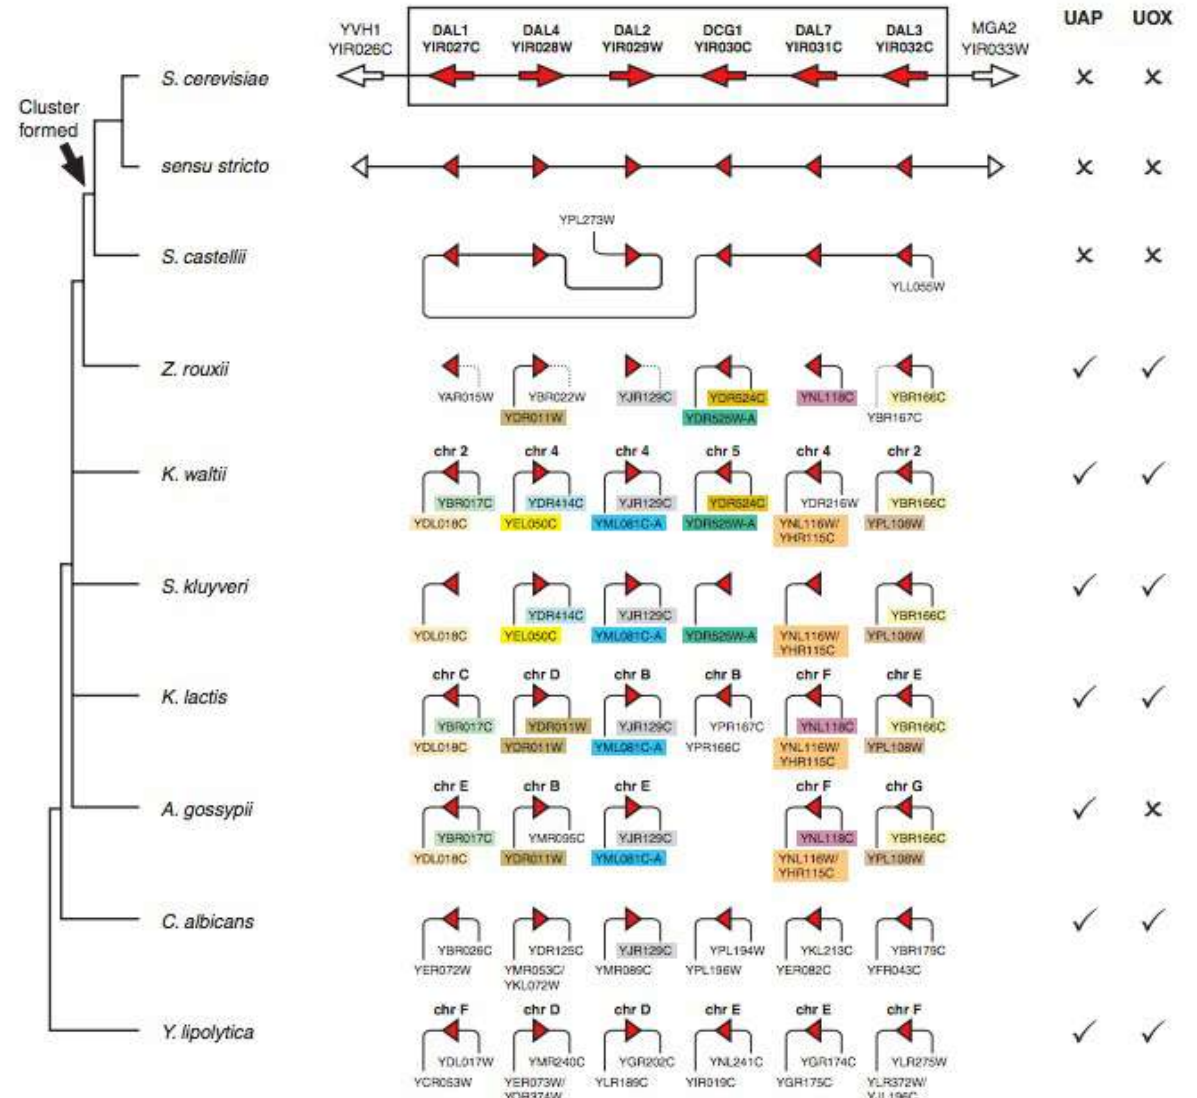 YVH1 DAL1 DAL4 DAL2 DCG1 DAL7 DAL3 MGA2 UAP UOX
YIR026C YIR027C YIR028W YIR029W YIR030C YIR031C YIR032C YIR033W
S. cerevisiae
Cluster
formed
sensu stricto
YPL273W
S. castellii
YLL055W
Z. rouxii
YAR015W YBR022W YJR129C YDR524C YNL118C YBR166C
YDR011W YDR525W-A YBR167C
chr 2 chr 4 chr 4 chr 5 chr 4 chr 2
K. waltii
YBR017C YDR414C YJR129C YDR524C YDR216W YBR166C
YDL018C YEL050C YML081C-A YDR525W-A YNL116W/ YPL108W
YHR115C
S. kluyveri
YDR414C YJR129C YBR166C
YDL018C YEL050C YML081C-A YDR525W-A YNL116W/ YPL108W
YHR115C
chr C chr D chr B chr B chr F chr E
K. lactis
YBR017C YDR011W YJR129C YPR167C YNL118C YBR166C
YDL018C YDR011W YML081C-A YPR166C YNL116W/ YPL108W
YHR115C
chr E chr B chr E chr F chr G
A. gossypii
YBR017C YMR095C YJR129C YNL118C YBR166C
YDL018C YDR011W YML081C-A YNL116W/ YPL108W
YHR115C
C. albicans
YBR026C YDR125C YJR129C YPL194W YKL213C YBR179C
YER072W YMR053C/ YMR089C YPL196W YER082C YFR043C
YKL072W
chr F chr D chr D chr E chr E chr F
Y. lipolytica
YDL017W YMR240C YGR202C YNL241C YGR174C YLR275W
YCR053W YER073W/ YLR189C YIR019C YGR175C YLR372W/
YDR374W YJL196C